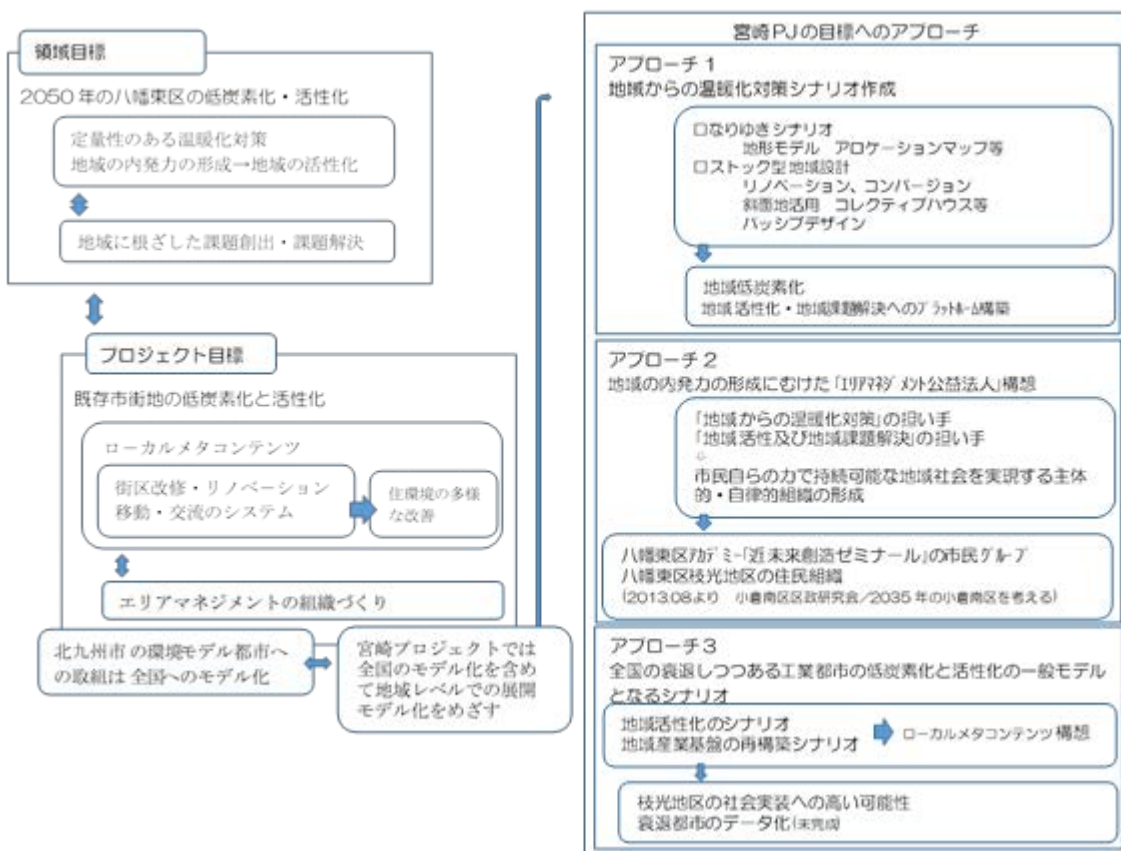 領域目標
2050年の八幡東区の低炭素化・活性化
定量性のある温暖化対策
地域の内発力の形成→地域の活性化
地域に根ざした課題創出・課題解決
プロジェクト目標
既存市街地の低炭素化と活性化
ローカルメタコンテンツ
街区改修・リノベーション
移動・交流のシステム
住環境の多様
な改善
エリアマネジメントの組織づくり
北九州市の環境モデル都市へ
の取組は全国へのモデル化
宮崎プロジェクトでは
全国のモデル化を含め
て地域レベルでの展開
モデル化をめざす
宮崎PJの目標へのアプローチ
アプローチ1
地域からの温暖化対策シナリオ作成
□なりゆきシナリオ
地形モデル アロケーションマップ等
□ストック型地域設計
リノベーション、コンバージョン
斜面地活用 コレクティブハウス等
パッシブデザイン
地域低炭素化
地域活性化・地域課題解決へのプラットホーム構築
アプローチ2
地域の内発力の形成にむけた「エリアマネジメント公益法人」構想
「地域からの温暖化対策」の担い手
「地域活性及び地域課題解決」の担い手
⇩
市民自らの力で持続可能な地域社会を実現する主体
的・自律的組織の形成
八幡東区アカデミー「近未来創造ゼミナール」の市民グループ
八幡東区枝光地区の住民組織
(2013.08より 小倉南区区政研究会／2035年の小倉南区を考える)
アプローチ3
全国の衰退しつつある工業都市の低炭素化と活性化の一般モデル
となるシナリオ
地域活性化のシナリオ
地域産業基盤の再構築シナリオ
ローカルメタコンテンツ構想
枝光地区の社会実装への高い可能性
衰退都市のデータ化(未完成)